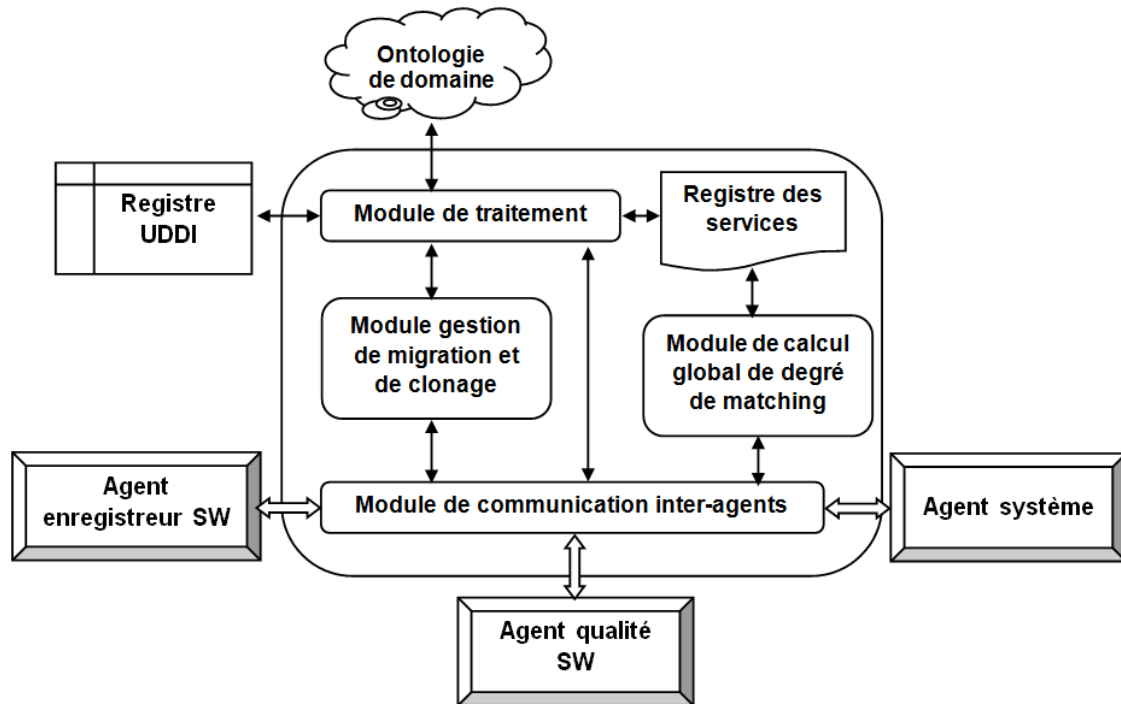 Ontologie
de domaine
Registre
UDDI
Module de traitement
Registre des
services
Module gestion
de migration et
de clonage
Module de calcul
global de degré
de matching
Agent
enregistreur SW
Module de communication inter-agents
Agent système
Agent qualité
SW